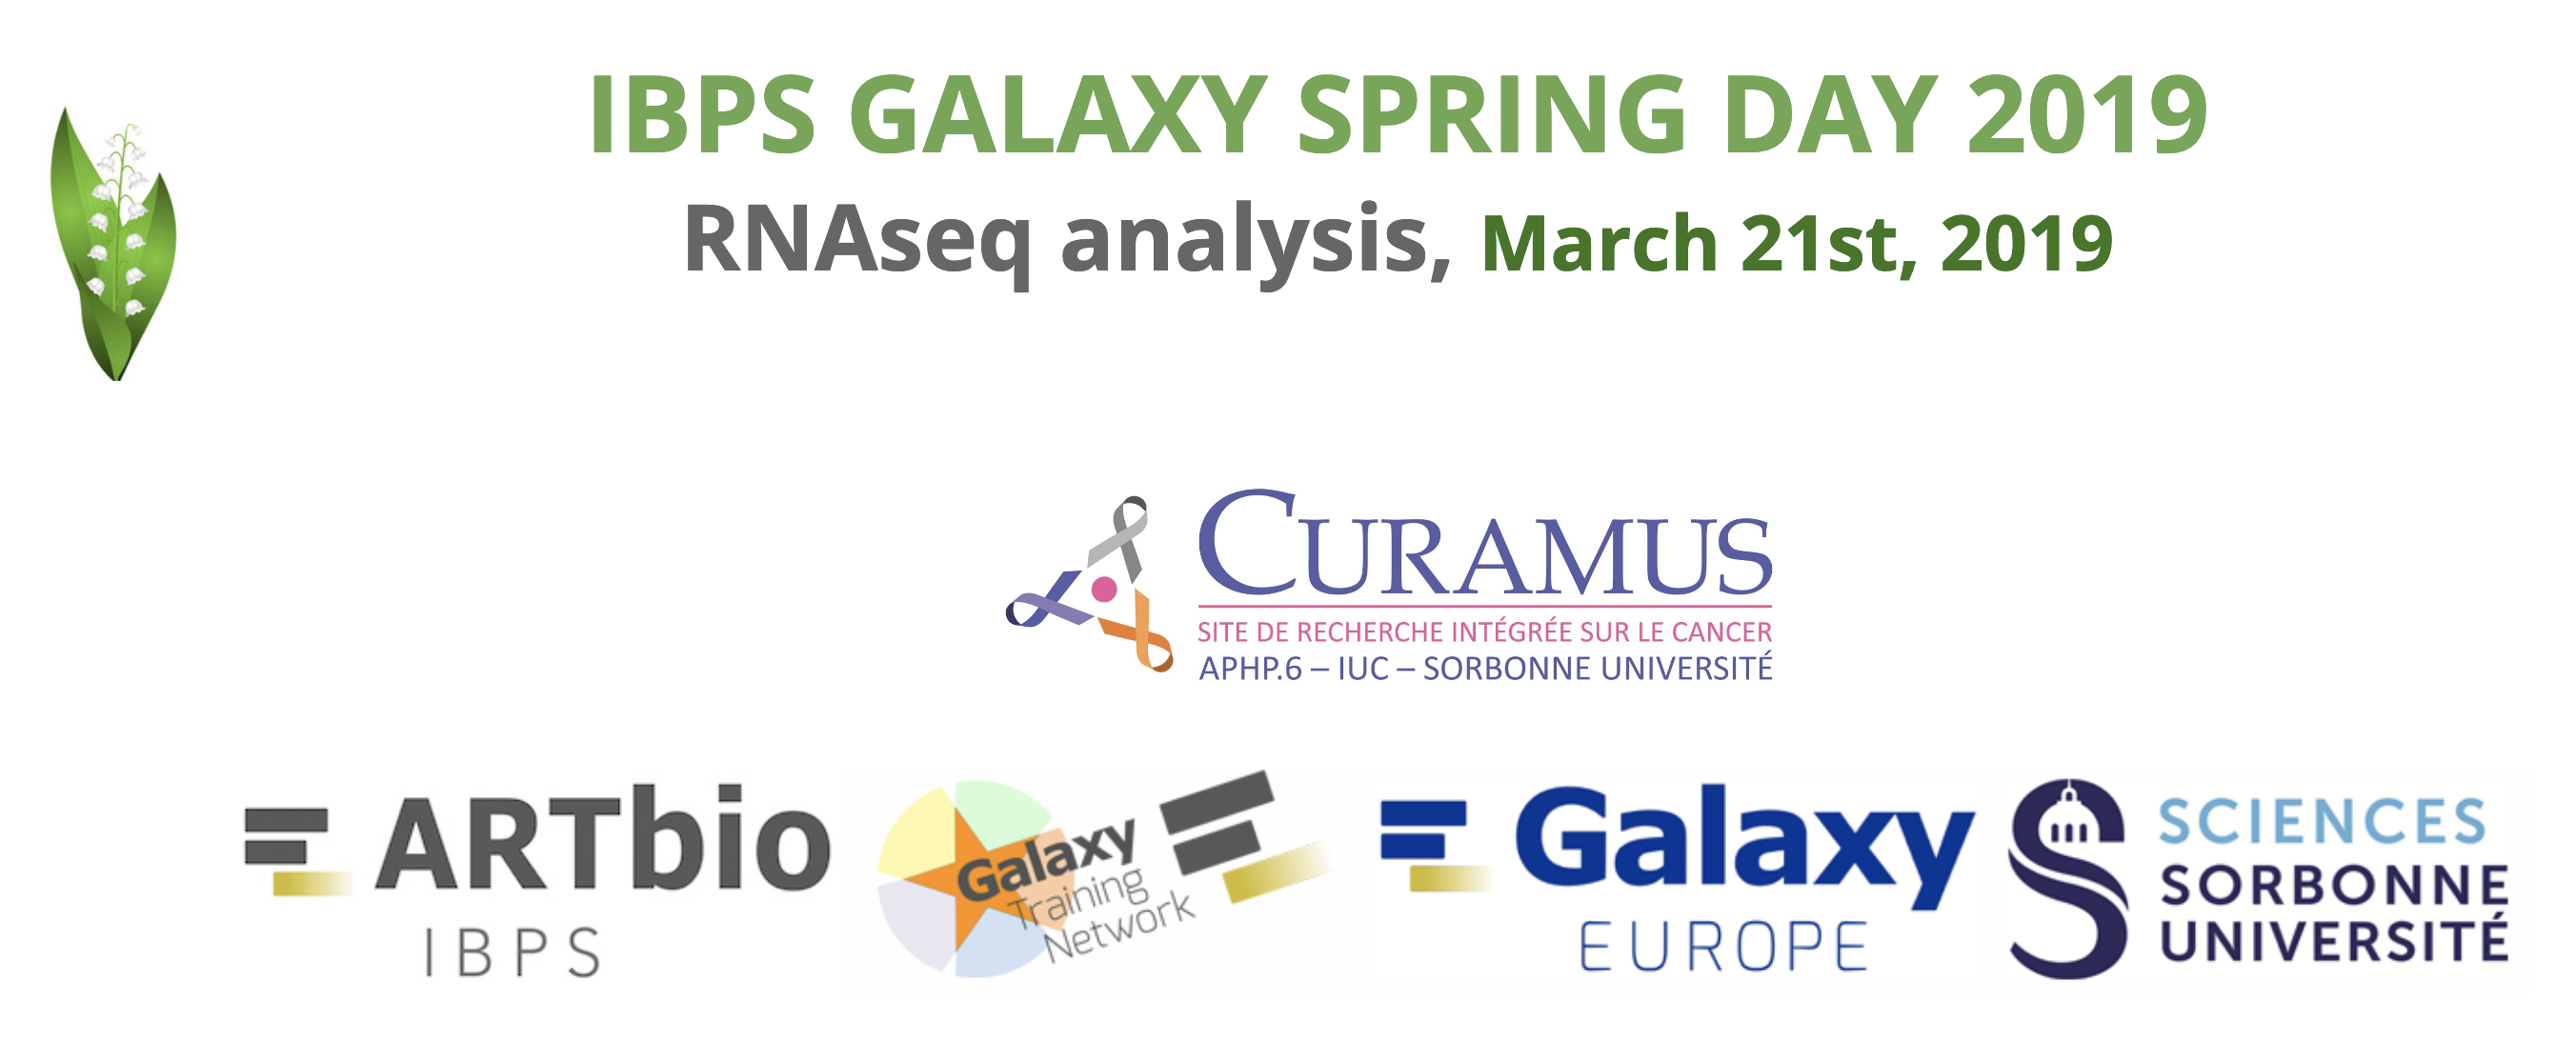 IBPS GALAXY SPRING DAY 2019
RNAseq analysis, March 21st, 2019
CURAMUS
SITE DE RECHERCHE INTÉGRÉE SUR LE CANCER
APHP.6 – IUC – SORBONNE UNIVERSITÉ
ARTbio
IBPS
Galaxy
Training
Network
Galaxy
EUROPE
SCIENCES
SORBONNE
UNIVERSITÉ